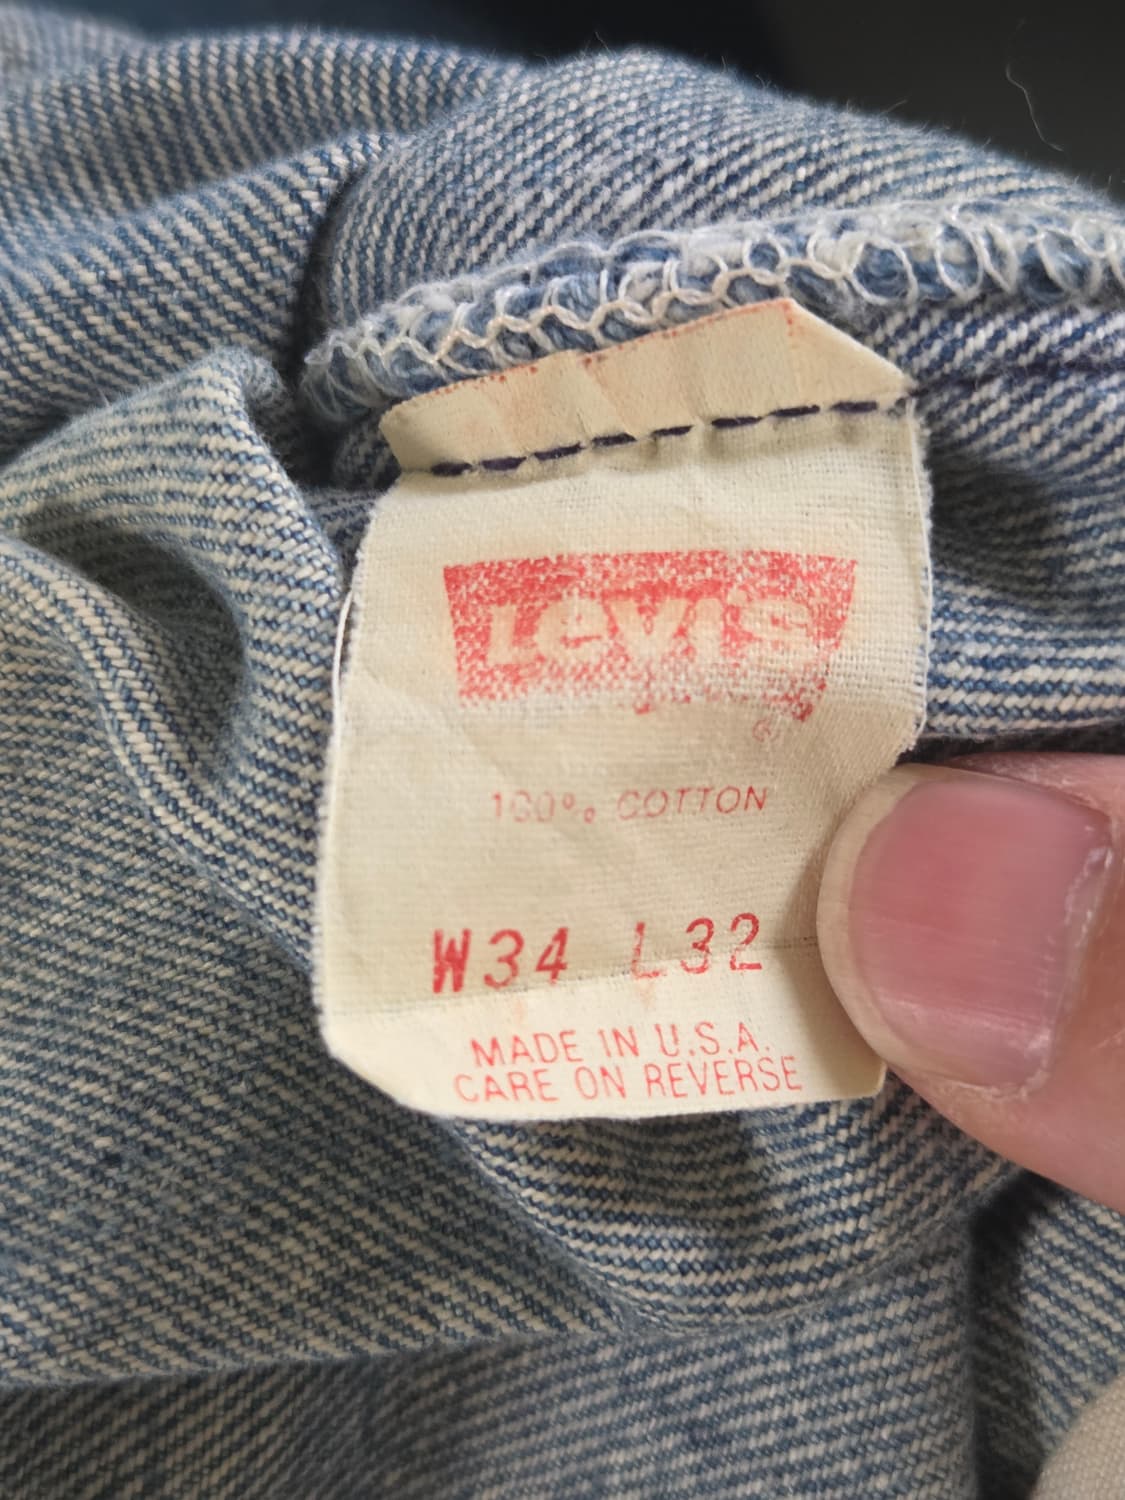 Levi's
®
100% COTTON
W34 L32
MADE IN U.S.A.
CARE ON REVERSE